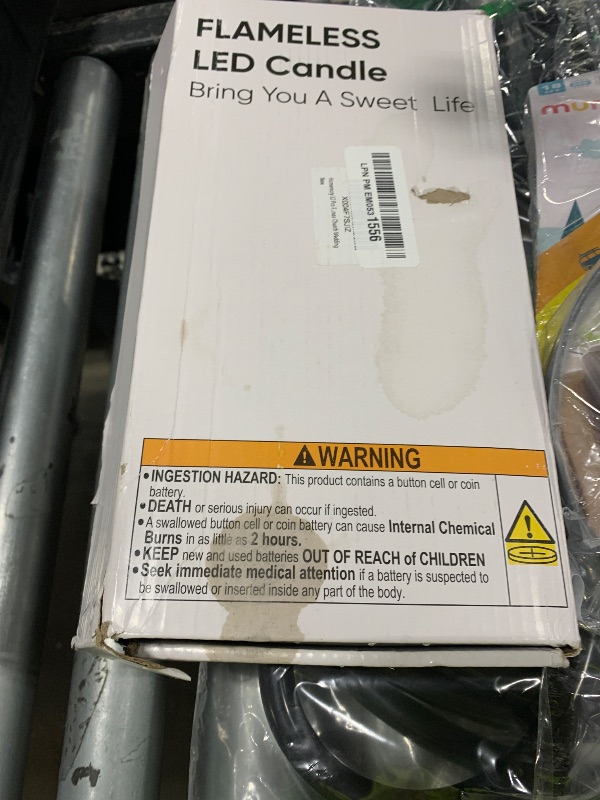 FLAMELESS
LED Candle
Bring You A Sweet Life
LPN PM EM053 1556
New
WARNING
• INGESTION HAZARD: This product contains a button cell or coin
battery.
• DEATH or serious injury can occur if ingested.
• A swallowed button cell or coin battery can cause Internal Chemical
Burns in as little as 2 hours.
• KEEP new and used batteries OUT OF REACH of CHILDREN
• Seek immediate medical attention if a battery is suspected to
be swallowed or inserted inside any part of the body.
18